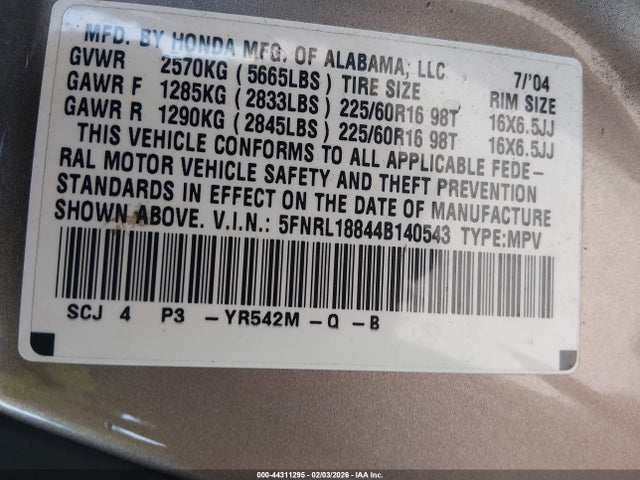 MFD. BY HONDA MFG. OF ALABAMA; LLC 7/'04
GVWR 2570KG (5665LBS) TIRE SIZE RIM SIZE
GAWR F 1285KG (2833LBS) 225/60R16 98T 16X6.5JJ
GAWR R 1290KG (2845LBS) 225/60R16 98T 16X6.5JJ
THIS VEHICLE CONFORMS TO ALL APPLICABLE FEDE-
RAL MOTOR VEHICLE SAFETY AND THEFT PREVENTION
STANDARDS IN EFFECT ON THE DATE OF MANUFACTURE
SHOWN ABOVE. V.I.N.: 5FNRL18844B140543 TYPE:MPV
SCJ 4 P3 -YR542M -Q -B
000-44311295 - 02/03/2026 - IAA Inc.